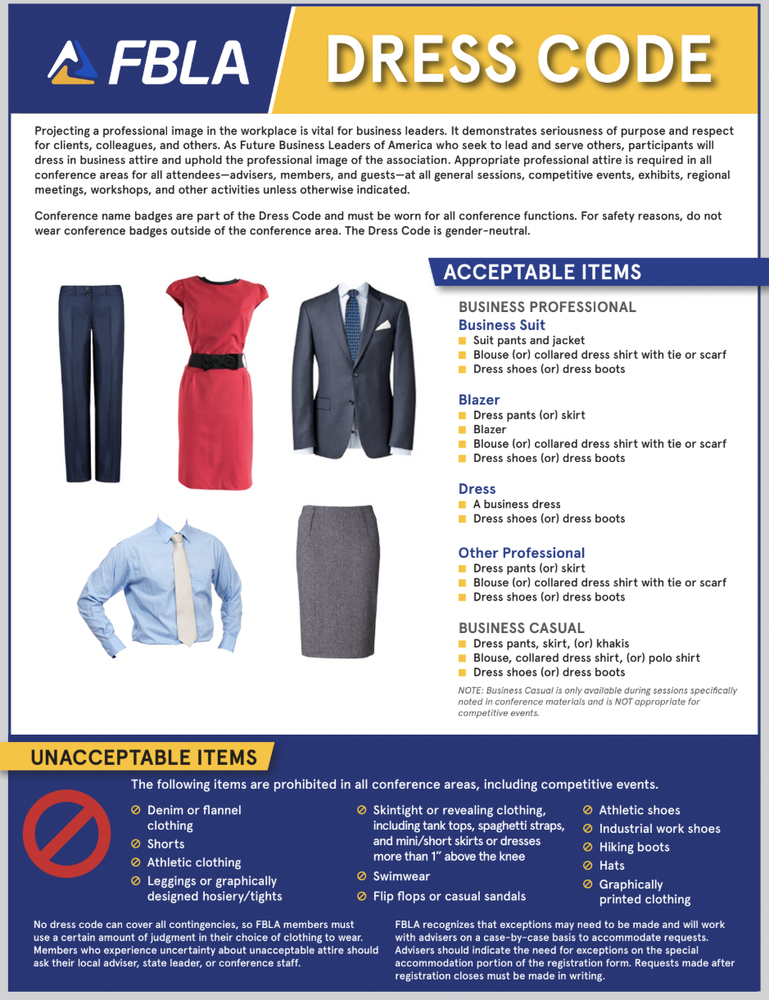 FBLA
DRESS CODE
Projecting a professional image in the workplace is vital for business leaders. It demonstrates seriousness of purpose and respect
for clients, colleagues, and others. As Future Business Leaders of America who seek to lead and serve others, participants will
dress in business attire and uphold the professional image of the association. Appropriate professional attire is required in all
conference areas for all attendees—advisers, members, and guests—at all general sessions, competitive events, exhibits, regional
meetings, workshops, and other activities unless otherwise indicated.
Conference name badges are part of the Dress Code and must be worn for all conference functions. For safety reasons, do not
wear conference badges outside of the conference area. The Dress Code is gender-neutral.
ACCEPTABLE ITEMS
BUSINESS PROFESSIONAL
Business Suit
Suit pants and jacket
Blouse (or) collared dress shirt with tie or scarf
Dress shoes (or) dress boots
Blazer
Dress pants (or) skirt
Blazer
Blouse (or) collared dress shirt with tie or scarf
Dress shoes (or) dress boots
Dress
A business dress
Dress shoes (or) dress boots
Other Professional
Dress pants (or) skirt
Blouse (or) collared dress shirt with tie or scarf
Dress shoes (or) dress boots
BUSINESS CASUAL
Dress pants, skirt, (or) khakis
Blouse, collared dress shirt, (or) polo shirt
Dress shoes (or) dress boots
NOTE: Business Casual is only available during sessions specifically
noted in conference materials and is NOT appropriate for
competitive events.
UNACCEPTABLE ITEMS
The following items are prohibited in all conference areas, including competitive events.
Denim or flannel
clothing
Shorts
Athletic clothing
Leggings or graphically
designed hosiery/tights
Skintight or revealing clothing,
including tank tops, spaghetti straps,
and mini/short skirts or dresses
more than 1” above the knee
Swimwear
Flip flops or casual sandals
Athletic shoes
Industrial work shoes
Hiking boots
Hats
Graphically
printed clothing
No dress code can cover all contingencies, so FBLA members must
use a certain amount of judgment in their choice of clothing to wear.
Members who experience uncertainty about unacceptable attire should
ask their local adviser, state leader, or conference staff.
FBLA recognizes that exceptions may need to be made and will work
with advisers on a case-by-case basis to accommodate requests.
Advisers should indicate the need for exceptions on the special
accommodation portion of the registration form. Requests made after
registration closes must be made in writing.